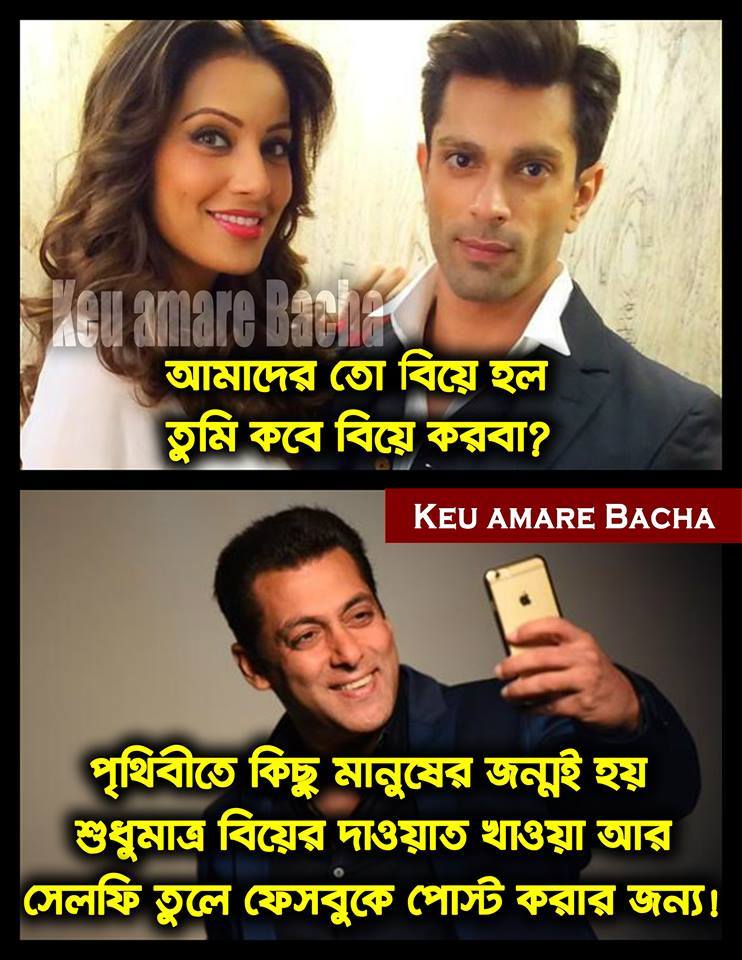 Keu amare Bacha
আমাদের তো বিয়ে হল
তুমি কবে বিয়ে করবা?
KEU AMARE BACHA
পৃথিবীতে কিছু মানুষের জন্মই হয়
শুধুমাত্র বিয়ের দাওয়াত খাওয়া আর
সেলফি তুলে ফেসবুকে পোস্ট করার জন্য!